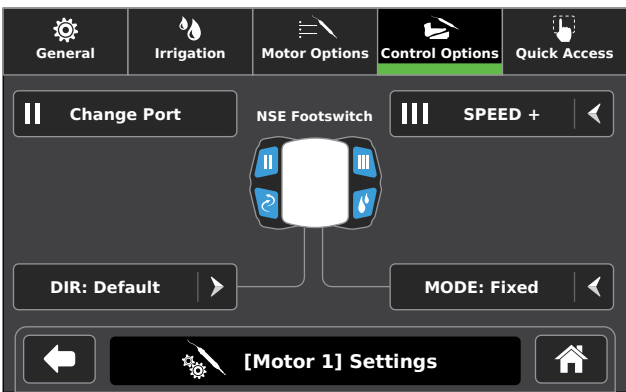 General
Irrigation
Motor Options
Control Options
Quick Access
Change Port
NSE Footswitch
SPEED +
DIR: Default
MODE: Fixed
[Motor 1] Settings